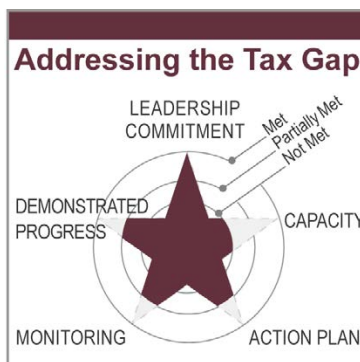 Addressing the Tax Gap
LEADERSHIP
COMMITMENT
Met
Partially Met
Not Met
DEMONSTRATED
PROGRESS
CAPACITY
MONITORING
ACTION PLAN